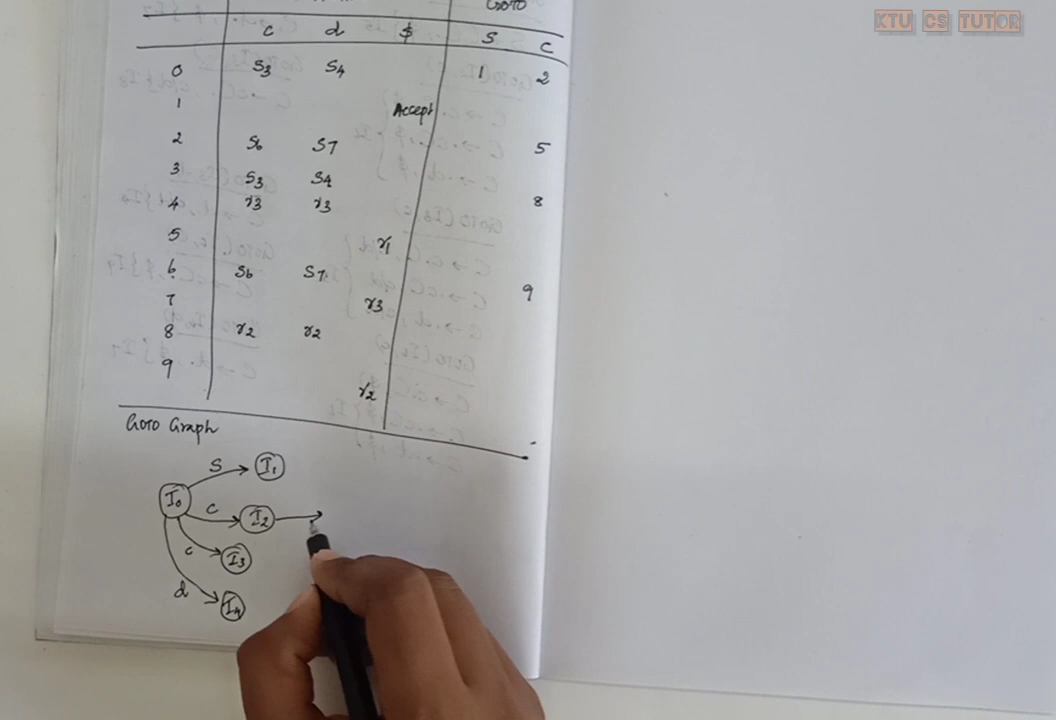 KTU CS TUTOR
Goto
c d $ S C
0 S3 S4 1 2
1 Accept
2 S6 S7 5
3 S3 S4 8
4 r3 r3
5 r1
6 S6 S7 9
7 r3
8 r2 r2
9 r2
GOTO Graph
S I1
I0 C I2
c I3
d I4